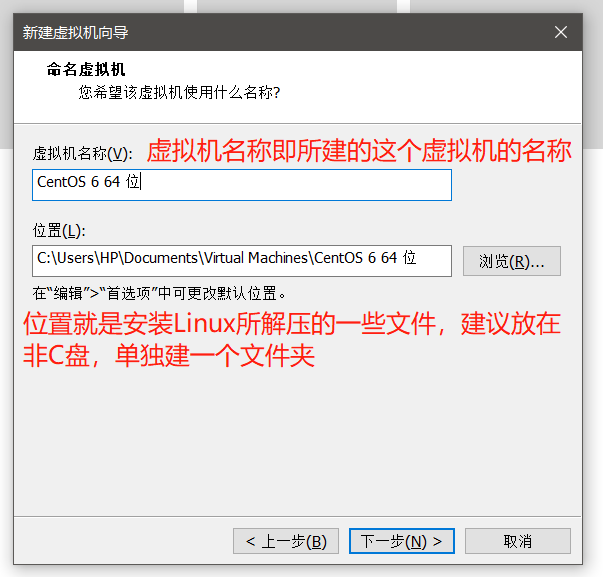 新建虚拟机向导
命名虚拟机
您希望该虚拟机使用什么名称?
虚拟机名称(V):
虚拟机名称即所建的这个虚拟机的名称
CentOS 6 64 位
位置(L):
C:\Users\HP\Documents\Virtual Machines\CentOS 6 64 位
浏览(R)...
在“编辑”>“首选项”中可更改默认位置。
位置就是安装Linux所解压的一些文件，建议放在
非C盘，单独建一个文件夹
< 上一步(B)
下一步(N) >
取消